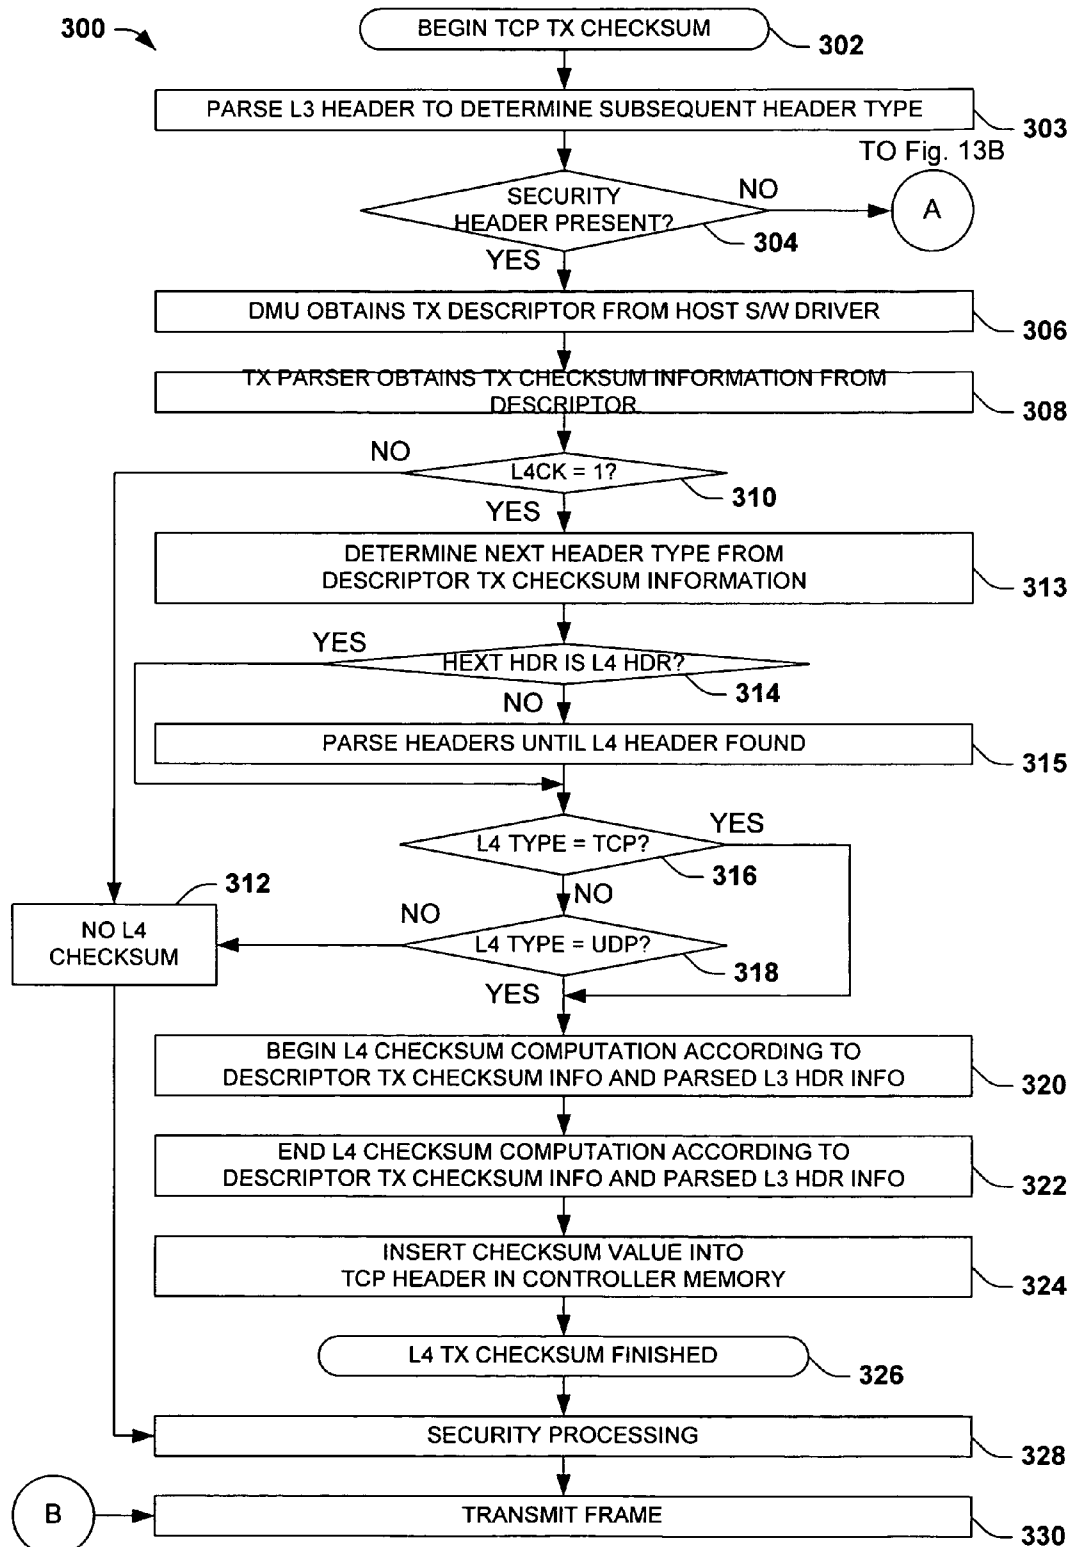 300
BEGIN TCP TX CHECKSUM
302
PARSE L3 HEADER TO DETERMINE SUBSEQUENT HEADER TYPE
303
TO Fig. 13B
SECURITY
HEADER PRESENT?
NO
A
304
YES
DMU OBTAINS TX DESCRIPTOR FROM HOST S/W DRIVER
306
TX PARSER OBTAINS TX CHECKSUM INFORMATION FROM
DESCRIPTOR
308
NO
L4CK = 1?
310
YES
DETERMINE NEXT HEADER TYPE FROM
DESCRIPTOR TX CHECKSUM INFORMATION
313
YES
HEXT HDR IS L4 HDR?
314
NO
PARSE HEADERS UNTIL L4 HEADER FOUND
315
L4 TYPE = TCP?
YES
316
NO
312
NO L4
CHECKSUM
NO
L4 TYPE = UDP?
318
YES
BEGIN L4 CHECKSUM COMPUTATION ACCORDING TO
DESCRIPTOR TX CHECKSUM INFO AND PARSED L3 HDR INFO
320
END L4 CHECKSUM COMPUTATION ACCORDING TO
DESCRIPTOR TX CHECKSUM INFO AND PARSED L3 HDR INFO
322
INSERT CHECKSUM VALUE INTO
TCP HEADER IN CONTROLLER MEMORY
324
L4 TX CHECKSUM FINISHED
326
SECURITY PROCESSING
328
B
TRANSMIT FRAME
330